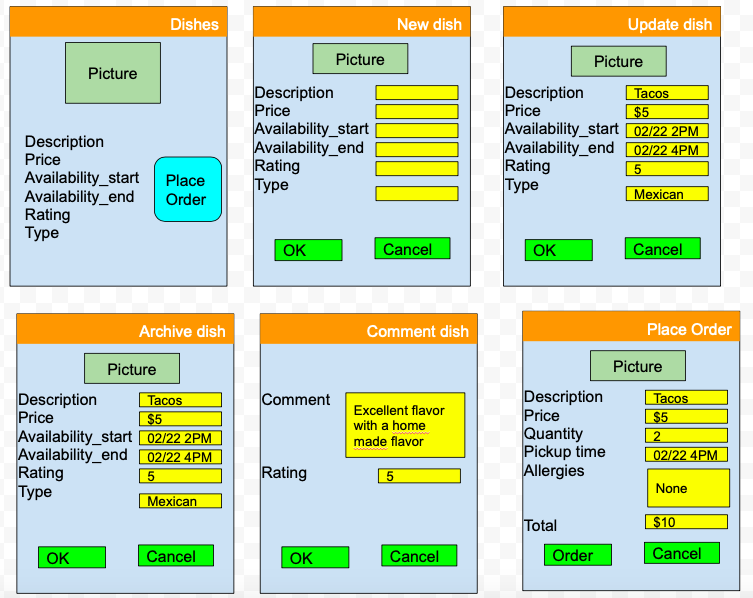 Dishes
Picture
Description
Price
Availability_start
Availability_end
Rating
Type
Place
Order
New dish
Picture
Description
Price
Availability_start
Availability_end
Rating
Type
OK
Cancel
Update dish
Picture
Description Tacos
Price $5
Availability_start 02/22 2PM
Availability_end 02/22 4PM
Rating 5
Type
Mexican
OK
Cancel
Archive dish
Picture
Description Tacos
Price $5
Availability_start 02/22 2PM
Availability_end 02/22 4PM
Rating 5
Type
Mexican
OK
Cancel
Comment dish
Comment
Excellent flavor
with a home
made flavor
Rating 5
OK
Cancel
Place Order
Picture
Description Tacos
Price $5
Quantity 2
Pickup time 02/22 4PM
Allergies
None
Total $10
Order
Cancel